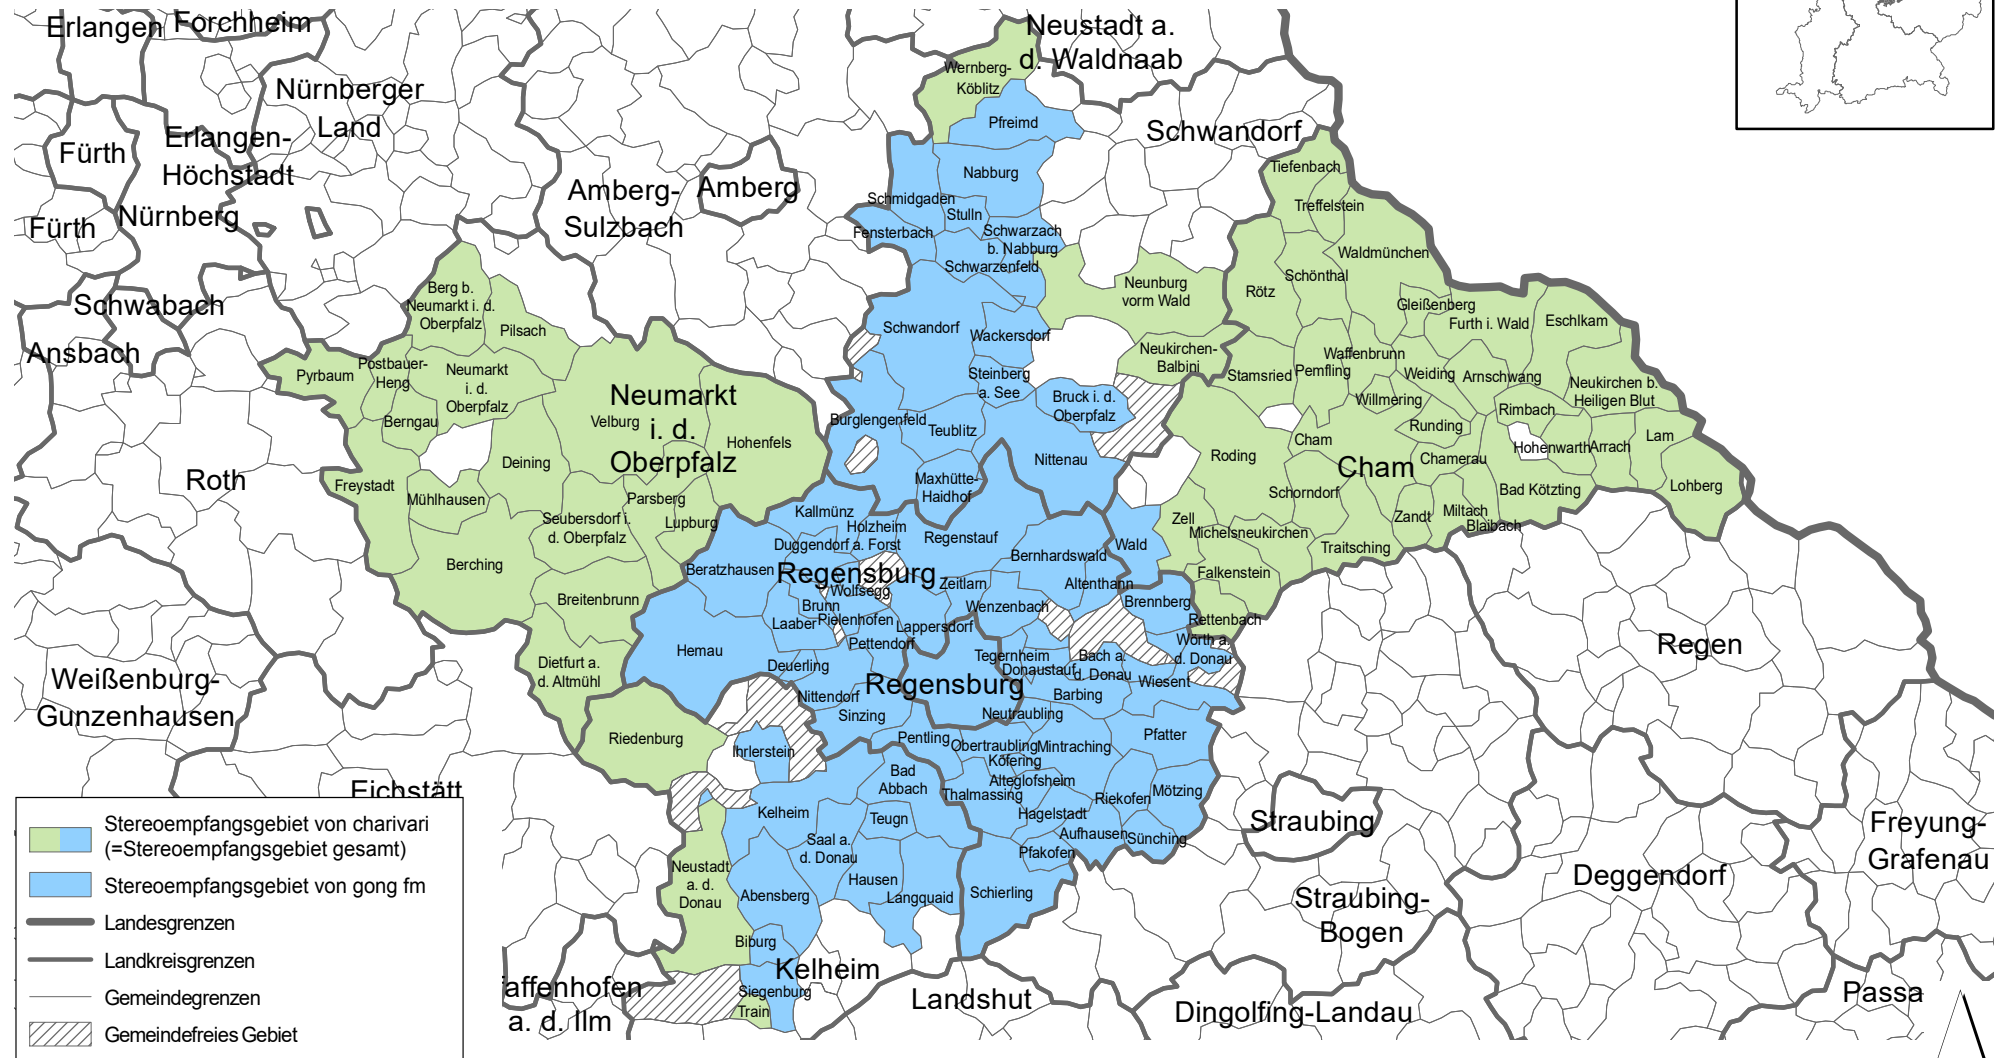 Erlangen
Forchheim
Neustadt a.
d. Waldnaab
Wernberg-
Köblitz
Nürnberger
Land
Pfreimd
Fürth
Erlangen-
Höchstadt
Schwandorf
Amberg-
Sulzbach
Amberg
Nabburg
Tiefenbach
Schmidgaden
Stulln
Treffelstein
Fürth
Nürnberg
Fensterbach
Schwarzach
b. Nabburg
Schwarzenfeld
Waldmünchen
Schönthal
Rötz
Neunburg
vorm Wald
Berg b.
Neumarkt i. d.
Oberpfalz
Pilsach
Schwabach
Ansbach
Gleißenberg
Furth i. Wald
Eschlkam
Schwandorf
Wackersdorf
Neukirchen-
Balbini
Waffenbrunn
Pyrbaum
Postbauer-
Heng
Neumarkt
i. d.
Oberpfalz
Steinberg
a. See
Stamsried
Pemfling
Weiding
Arnschwang
Neukirchen b.
Heiligen Blut
Neumarkt
i. d.
Oberpfalz
Velburg
Hohenfels
Berngau
Bruck i. d.
Oberpfalz
Willmering
Rimbach
Burglengenfeld
Teublitz
Runding
Cham
Hohenwarth
Arrach
Lam
Roth
Deining
Nittenau
Roding
Cham
Chamerau
Freystadt
Mühlhausen
Parsberg
Maxhütte-
Haidhof
Schorndorf
Bad Kötzting
Lohberg
Seubersdorf i.
d. Oberpfalz
Lupburg
Kallmünz
Holzheim
a. Forst
Duggendorf
Regenstauf
Bernhardswald
Wald
Zell
Michelsneukirchen
Zandt
Miltach
Blaibach
Traitsching
Berching
Beratzhausen
Regensburg
Wolfsegg
Zeitlarn
Altenthann
Falkenstein
Breitenbrunn
Brunn
Laaber
Pielenhofen
Wenzenbach
Brennberg
Rettenbach
Lappersdorf
Pettendorf
Hemau
Deuerling
Tegernheim
Donaustauf
Bach a.
d. Donau
Wörth a.
d. Donau
Regen
Weißenburg-
Gunzenhausen
Dietfurt a.
d. Altmühl
Nittendorf
Regensburg
Barbing
Wiesent
Sinzing
Neutraubling
Riedenburg
Ihrlerstein
Pentling
Obertraubling
Mintraching
Pfatter
Köfering
Eichstätt
Bad
Abbach
Alteglofsheim
Thalmassing
Riekofen
Mötzing
Kelheim
Teugn
Hagelstadt
Aufhausen
Sünching
Straubing
Freyung-
Grafenau
Saal a.
d. Donau
Pfakofen
Neustadt
a. d.
Donau
Hausen
Langquaid
Abensberg
Schierling
Straubing-
Bogen
Deggendorf
Biburg
Kelheim
Siegenburg
Train
affenhofen
a. d. Ilm
Landshut
Dingolfing-Landau
Passa
Stereoempfangsgebiet von charivari
(=Stereoempfangsgebiet gesamt)
Stereoempfangsgebiet von gong fm
Landesgrenzen
Landkreisgrenzen
Gemeindegrenzen
Gemeindefreies Gebiet